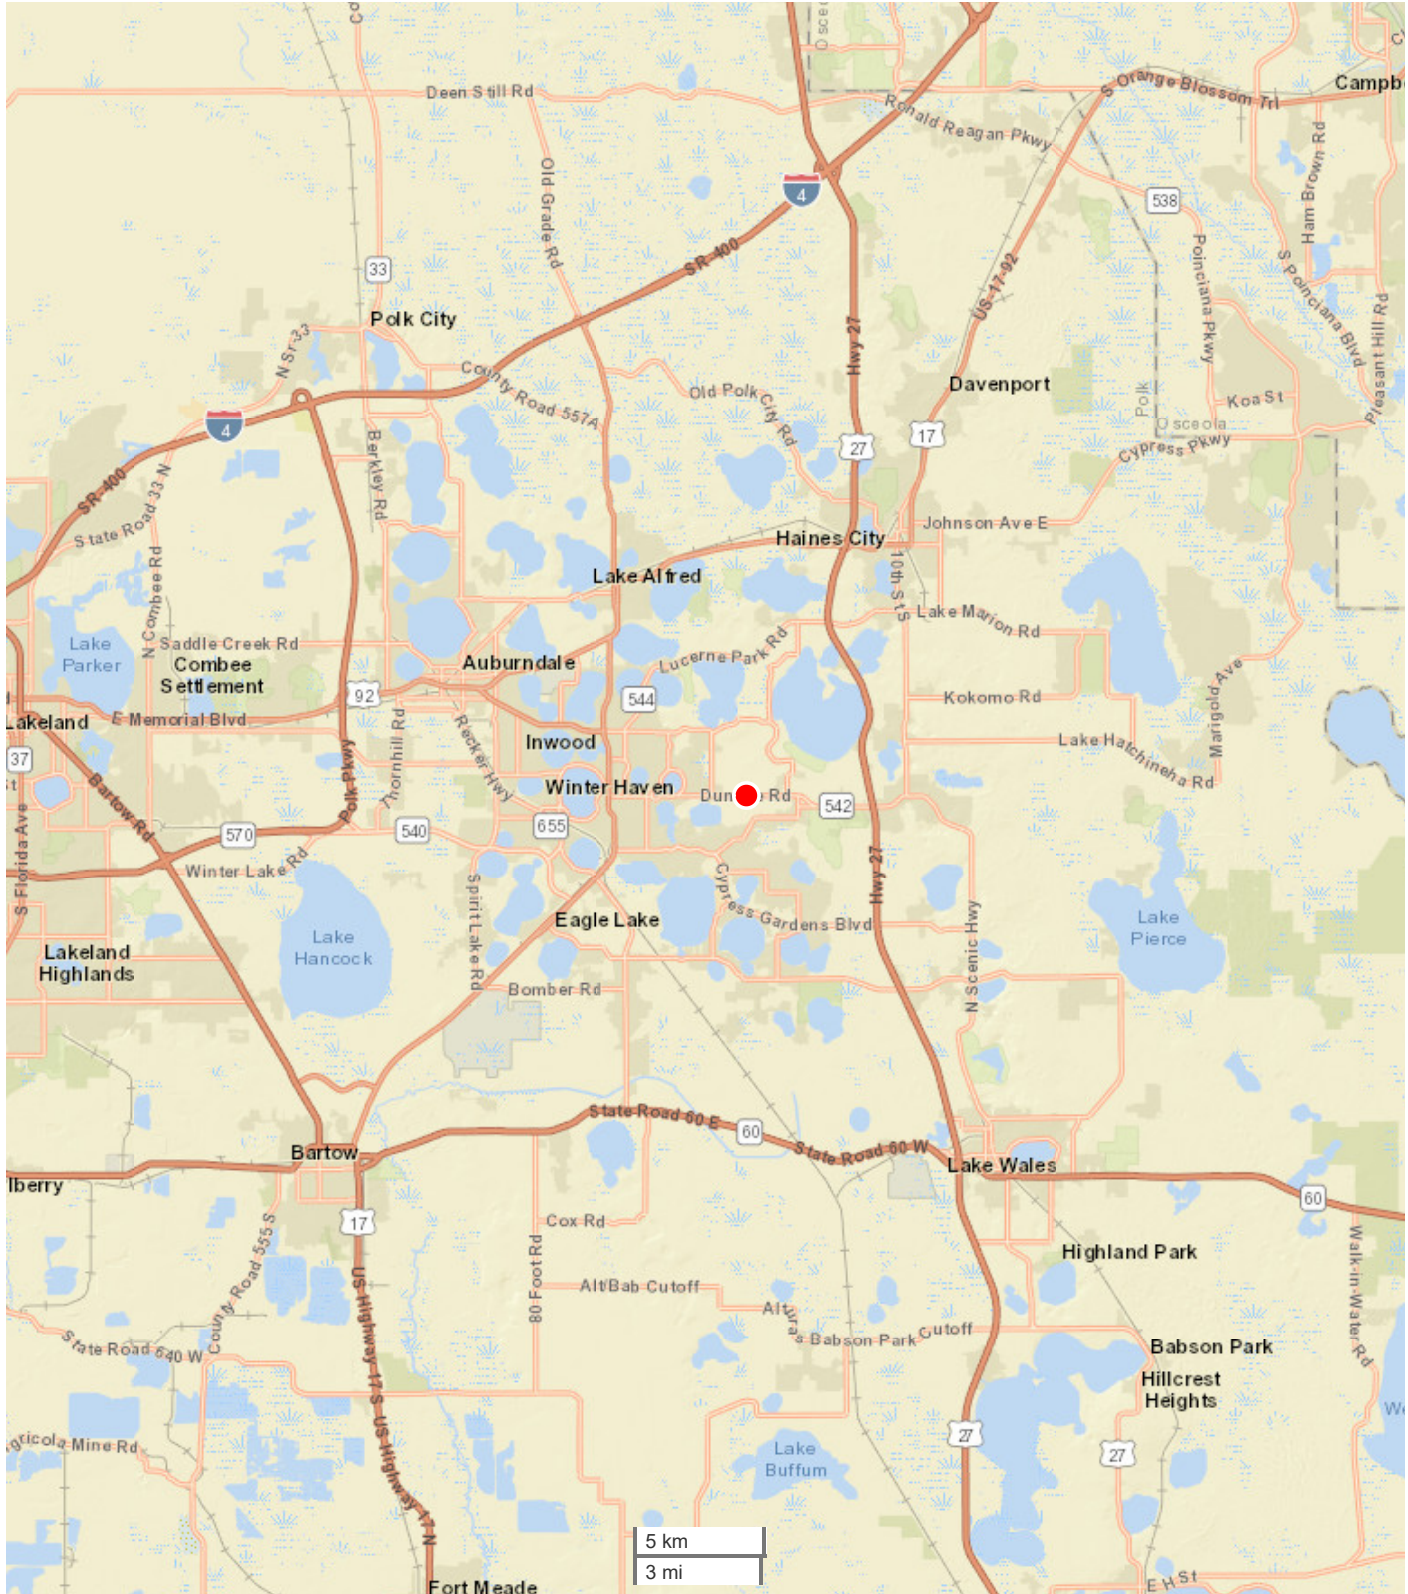 Deen Still Rd
S Orange Blossom Trl
Ronald Reagan Pkwy
Old Grade Rd
Ham Brown Rd
4
538
SR-400
33
Poinciana Pkwy
S Poinciana Blvd
Pleasant Hill Rd
US-17-92
Polk City
N Sr-33
Hwy 27
County Road 557A
Old Polk City Rd
Davenport
Polk
Osceola
Koa St
4
27
17
Cypress Pkwy
Berkley Rd
SR-400
State Road 33 N
Johnson Ave E
Haines City
Lake Alfred
10th St S
N Combee Rd
Lake Marion Rd
Lake
Parker
Saddle Creek Rd
Combee
Settlement
Auburndale
Lucerne Park Rd
92
544
Kokomo Rd
Marigold Ave
Lakeland
E Memorial Blvd
Thornhill Rd
Recker Hwy
Inwood
Lake Hatchineha Rd
37
Polk Pkwy
Winter Haven
Bartow Rd
542
570
540
655
S Florida Ave
Winter Lake Rd
Hwy 27
Spirit Lake Rd
Cypress Gardens Blvd
Eagle Lake
Lake
Pierce
Lake
Hancock
Lakeland
Highlands
N Scenic Hwy
Bomber Rd
State Road 60 E
60
State Road 60 W
Bartow
Lake Wales
lberry
60
17
Cox Rd
County Road 555 S
80 Foot Rd
Highland Park
Walk-in-Water Rd
Alt/Bab Cutoff
Alturas Babson Park Cutoff
State Road 640 W
US Highway 17 S
US Highway 17 N
Babson Park
Hillcrest
Heights
gricola Mine Rd
27
27
Lake
Buffum
5 km
3 mi
Fort Meade
E H St